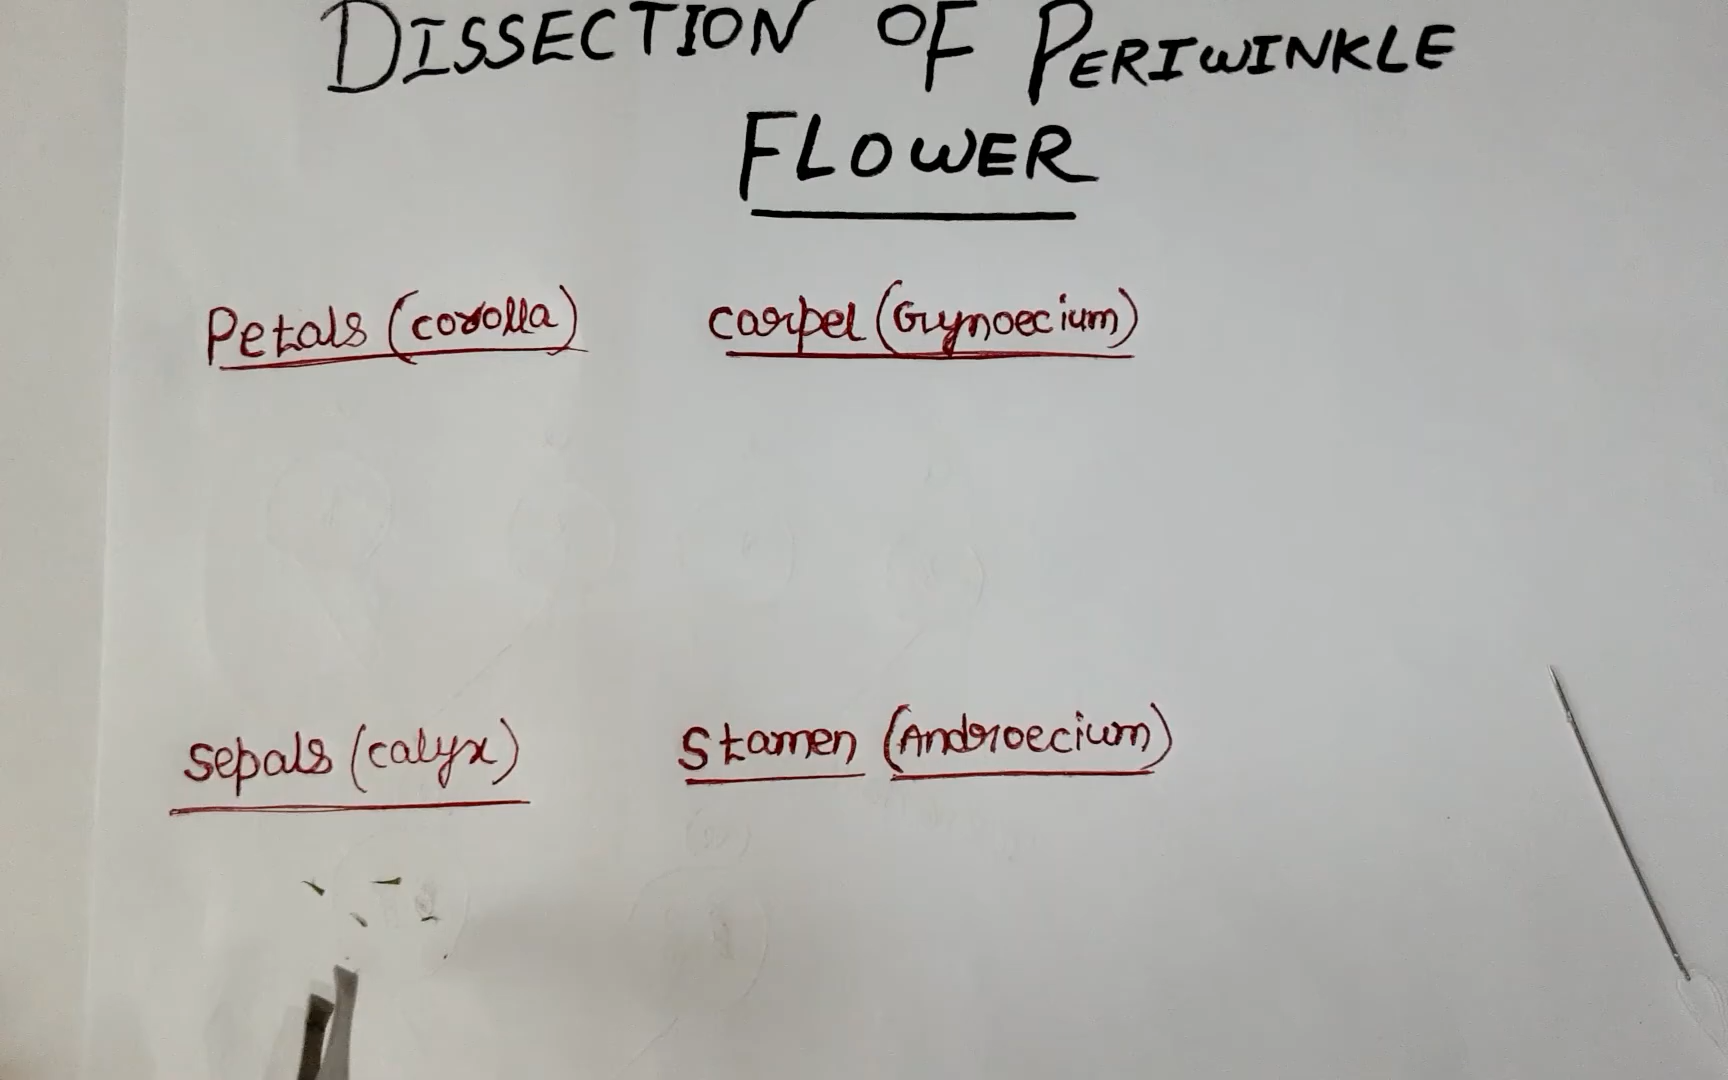 DISSECTION OF PERIWINKLE
FLOWER
Petals (corolla)
carpel (Gynoecium)
sepals (calyx)
Stamen (Androecium)